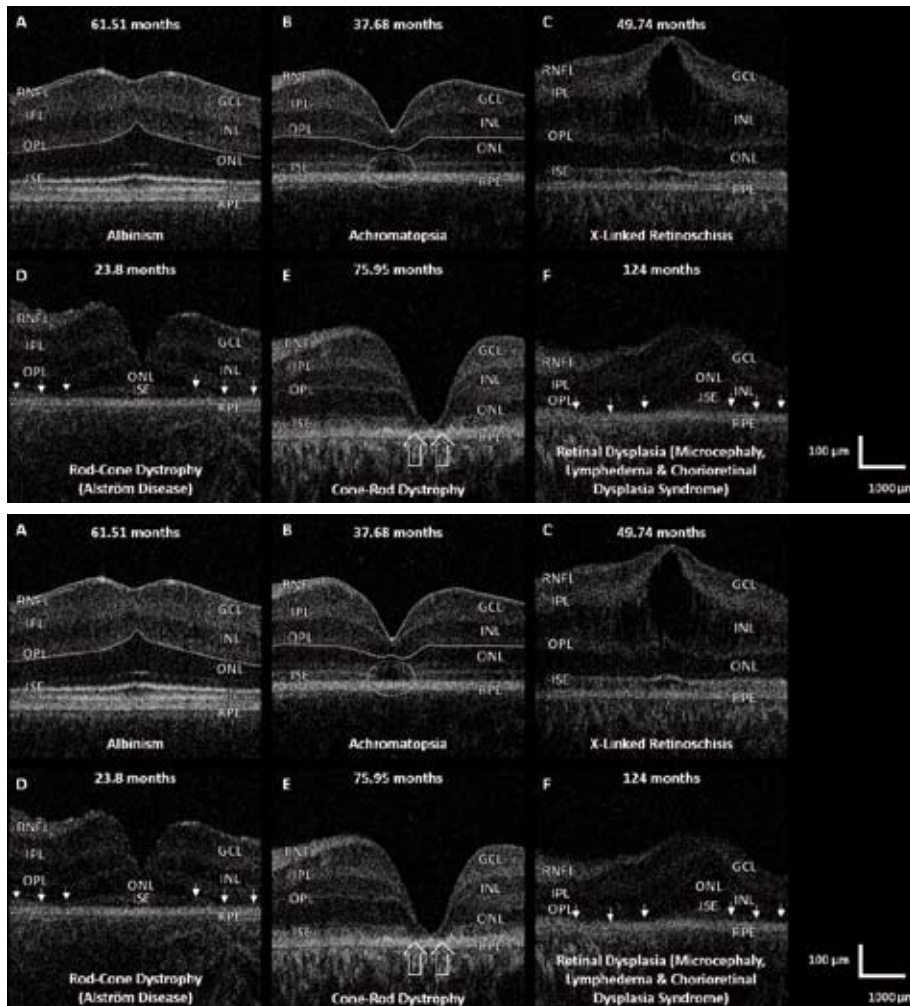 A
61.51 months
RNFL
GCL
IPL
INL
OPL
ONL
ISE
RPE
Albinism
B
37.68 months
RNFL
GCL
IPL
INL
OPL
ONL
ISE
RPE
Achromatopsia
C
49.74 months
RNFL
GCL
IPL
INL
OPL
ONL
ISE
RPE
X-Linked Retinoschisis
D
23.8 months
RNFL
GCL
IPL
INL
OPL
ONL
ISE
RPE
Rod-Cone Dystrophy
(Alström Disease)
E
75.95 months
RNFL
GCL
IPL
INL
OPL
ONL
ISE
RPE
Cone-Rod Dystrophy
F
124 months
RNFL
GCL
IPL
ONL
INL
OPL
ISE
RPE
Retinal Dysplasia (Microcephaly,
Lymphedema & Chorioretinal
Dysplasia Syndrome)
100 µm
1000 µm
A
61.51 months
RNFL
GCL
IPL
INL
OPL
ONL
ISE
RPE
Albinism
B
37.68 months
RNFL
GCL
IPL
INL
OPL
ONL
ISE
RPE
Achromatopsia
C
49.74 months
RNFL
GCL
IPL
INL
OPL
ONL
ISE
RPE
X-Linked Retinoschisis
D
23.8 months
RNFL
GCL
IPL
INL
OPL
ONL
ISE
RPE
Rod-Cone Dystrophy
(Alström Disease)
E
75.95 months
RNFL
GCL
IPL
INL
OPL
ONL
ISE
RPE
Cone-Rod Dystrophy
F
124 months
RNFL
GCL
IPL
ONL
INL
OPL
ISE
RPE
Retinal Dysplasia (Microcephaly,
Lymphedema & Chorioretinal
Dysplasia Syndrome)
100 µm
1000 µm